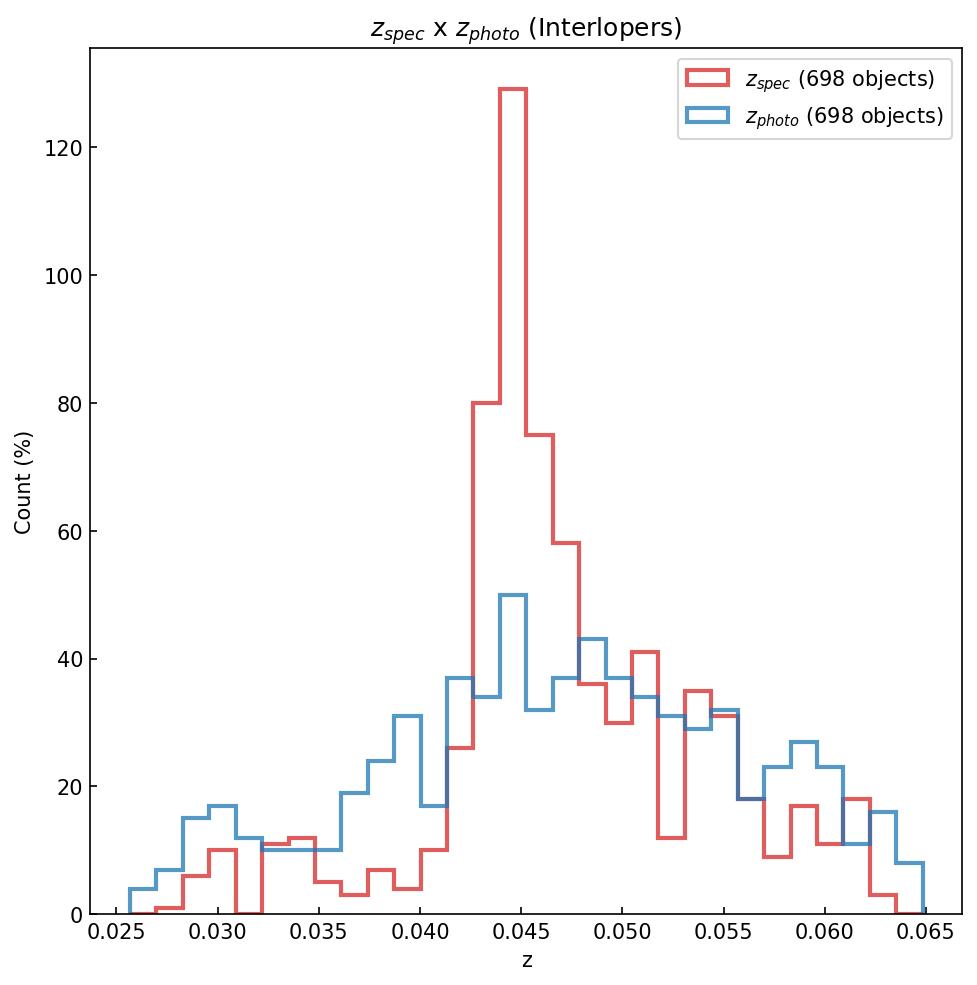 z_spec x z_photo (Interlopers)
z_spec (698 objects)
z_photo (698 objects)
Count (%)
120
100
80
60
40
20
0
0.025 0.030 0.035 0.040 0.045 0.050 0.055 0.060 0.065
z